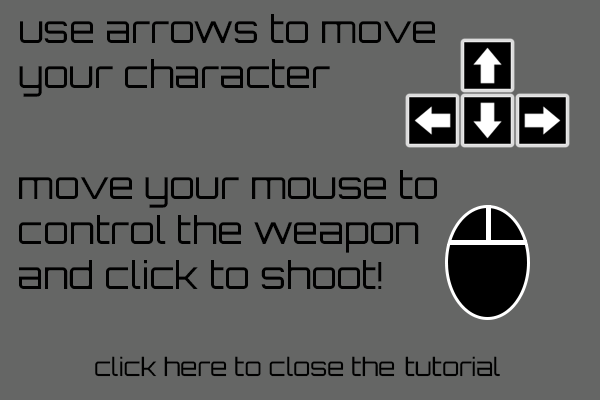 use arrows to move
your character
move your mouse to
control the weapon
and click to shoot!
click here to close the tutorial